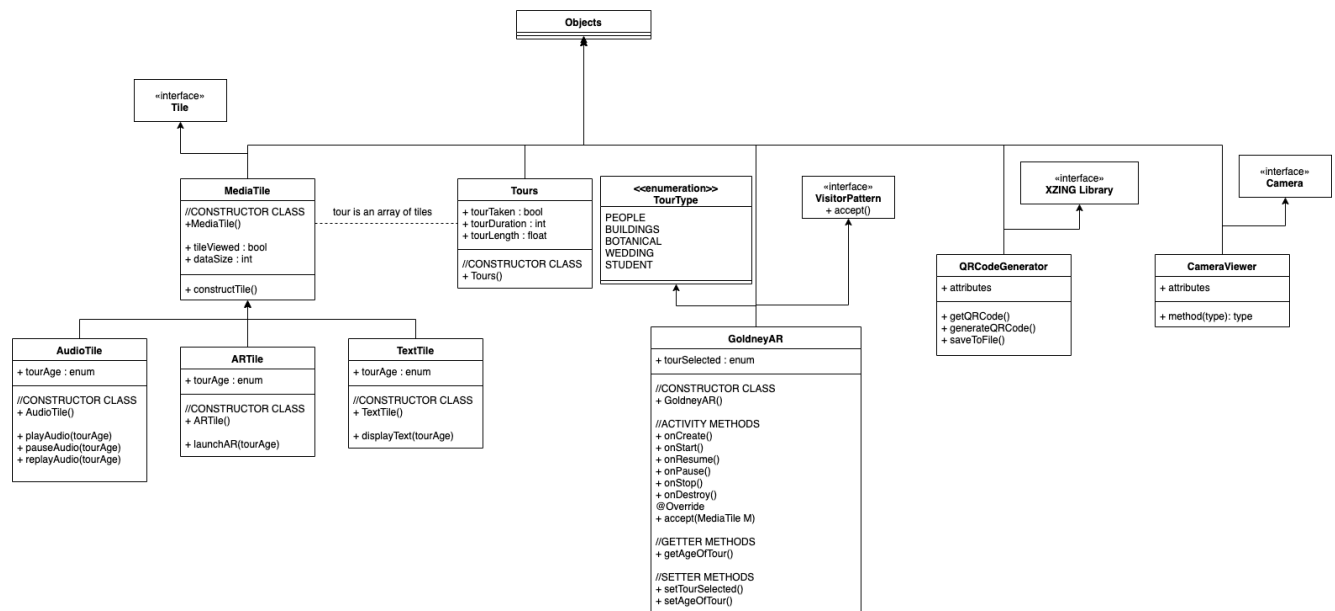 Objects
«interface»
Tile
MediaTile
//CONSTRUCTOR CLASS
+MediaTile()
+ tileViewed : bool
+ dataSize : int
+ constructTile()
tour is an array of tiles
Tours
+ tourTaken : bool
+ tourDuration : int
+ tourLength : float
//CONSTRUCTOR CLASS
+ Tours()
<<enumeration>>
TourType
PEOPLE
BUILDINGS
BOTANICAL
WEDDING
STUDENT
«interface»
VisitorPattern
+ accept()
«interface»
XZING Library
«interface»
Camera
QRCodeGenerator
+ attributes
+ getQRCode()
+ generateQRCode()
+ saveToFile()
CameraViewer
+ attributes
+ method(type): type
AudioTile
+ tourAge : enum
//CONSTRUCTOR CLASS
+ AudioTile()
+ playAudio(tourAge)
+ pauseAudio(tourAge)
+ replayAudio(tourAge)
ARTile
+ tourAge : enum
//CONSTRUCTOR CLASS
+ ARTile()
+ launchAR(tourAge)
TextTile
+ tourAge : enum
//CONSTRUCTOR CLASS
+ TextTile()
+ displayText(tourAge)
GoldneyAR
+ tourSelected : enum
//CONSTRUCTOR CLASS
+ GoldneyAR()
//ACTIVITY METHODS
+ onCreate()
+ onStart()
+ onResume()
+ onPause()
+ onStop()
+ onDestroy()
@Override
+ accept(MediaTile M)
//GETTER METHODS
+ getAgeOfTour()
//SETTER METHODS
+ setTourSelected()
+ setAgeOfTour()